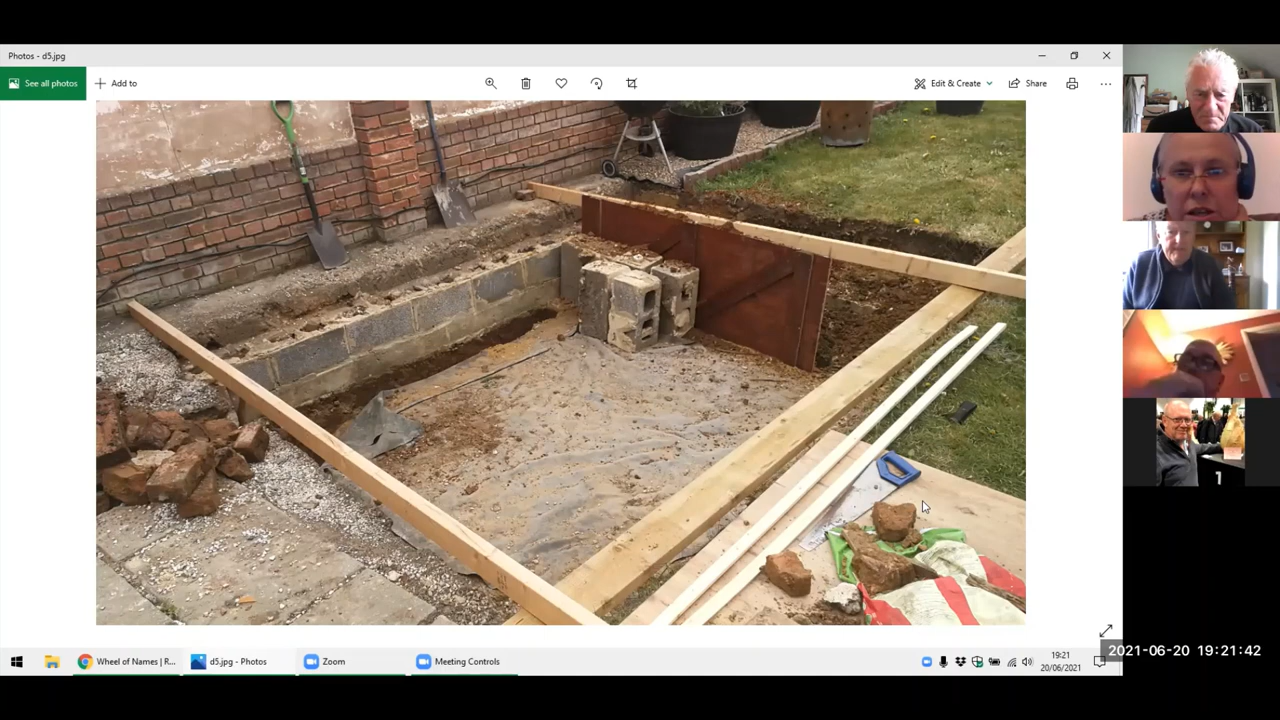 Photos - d5.jpg
See all photos
Add to
Edit & Create
Share
1
Wheel of Names | R...
d5.jpg - Photos
Zoom
Meeting Controls
19:21
20/06/2021
2021-06-20 19:21:42